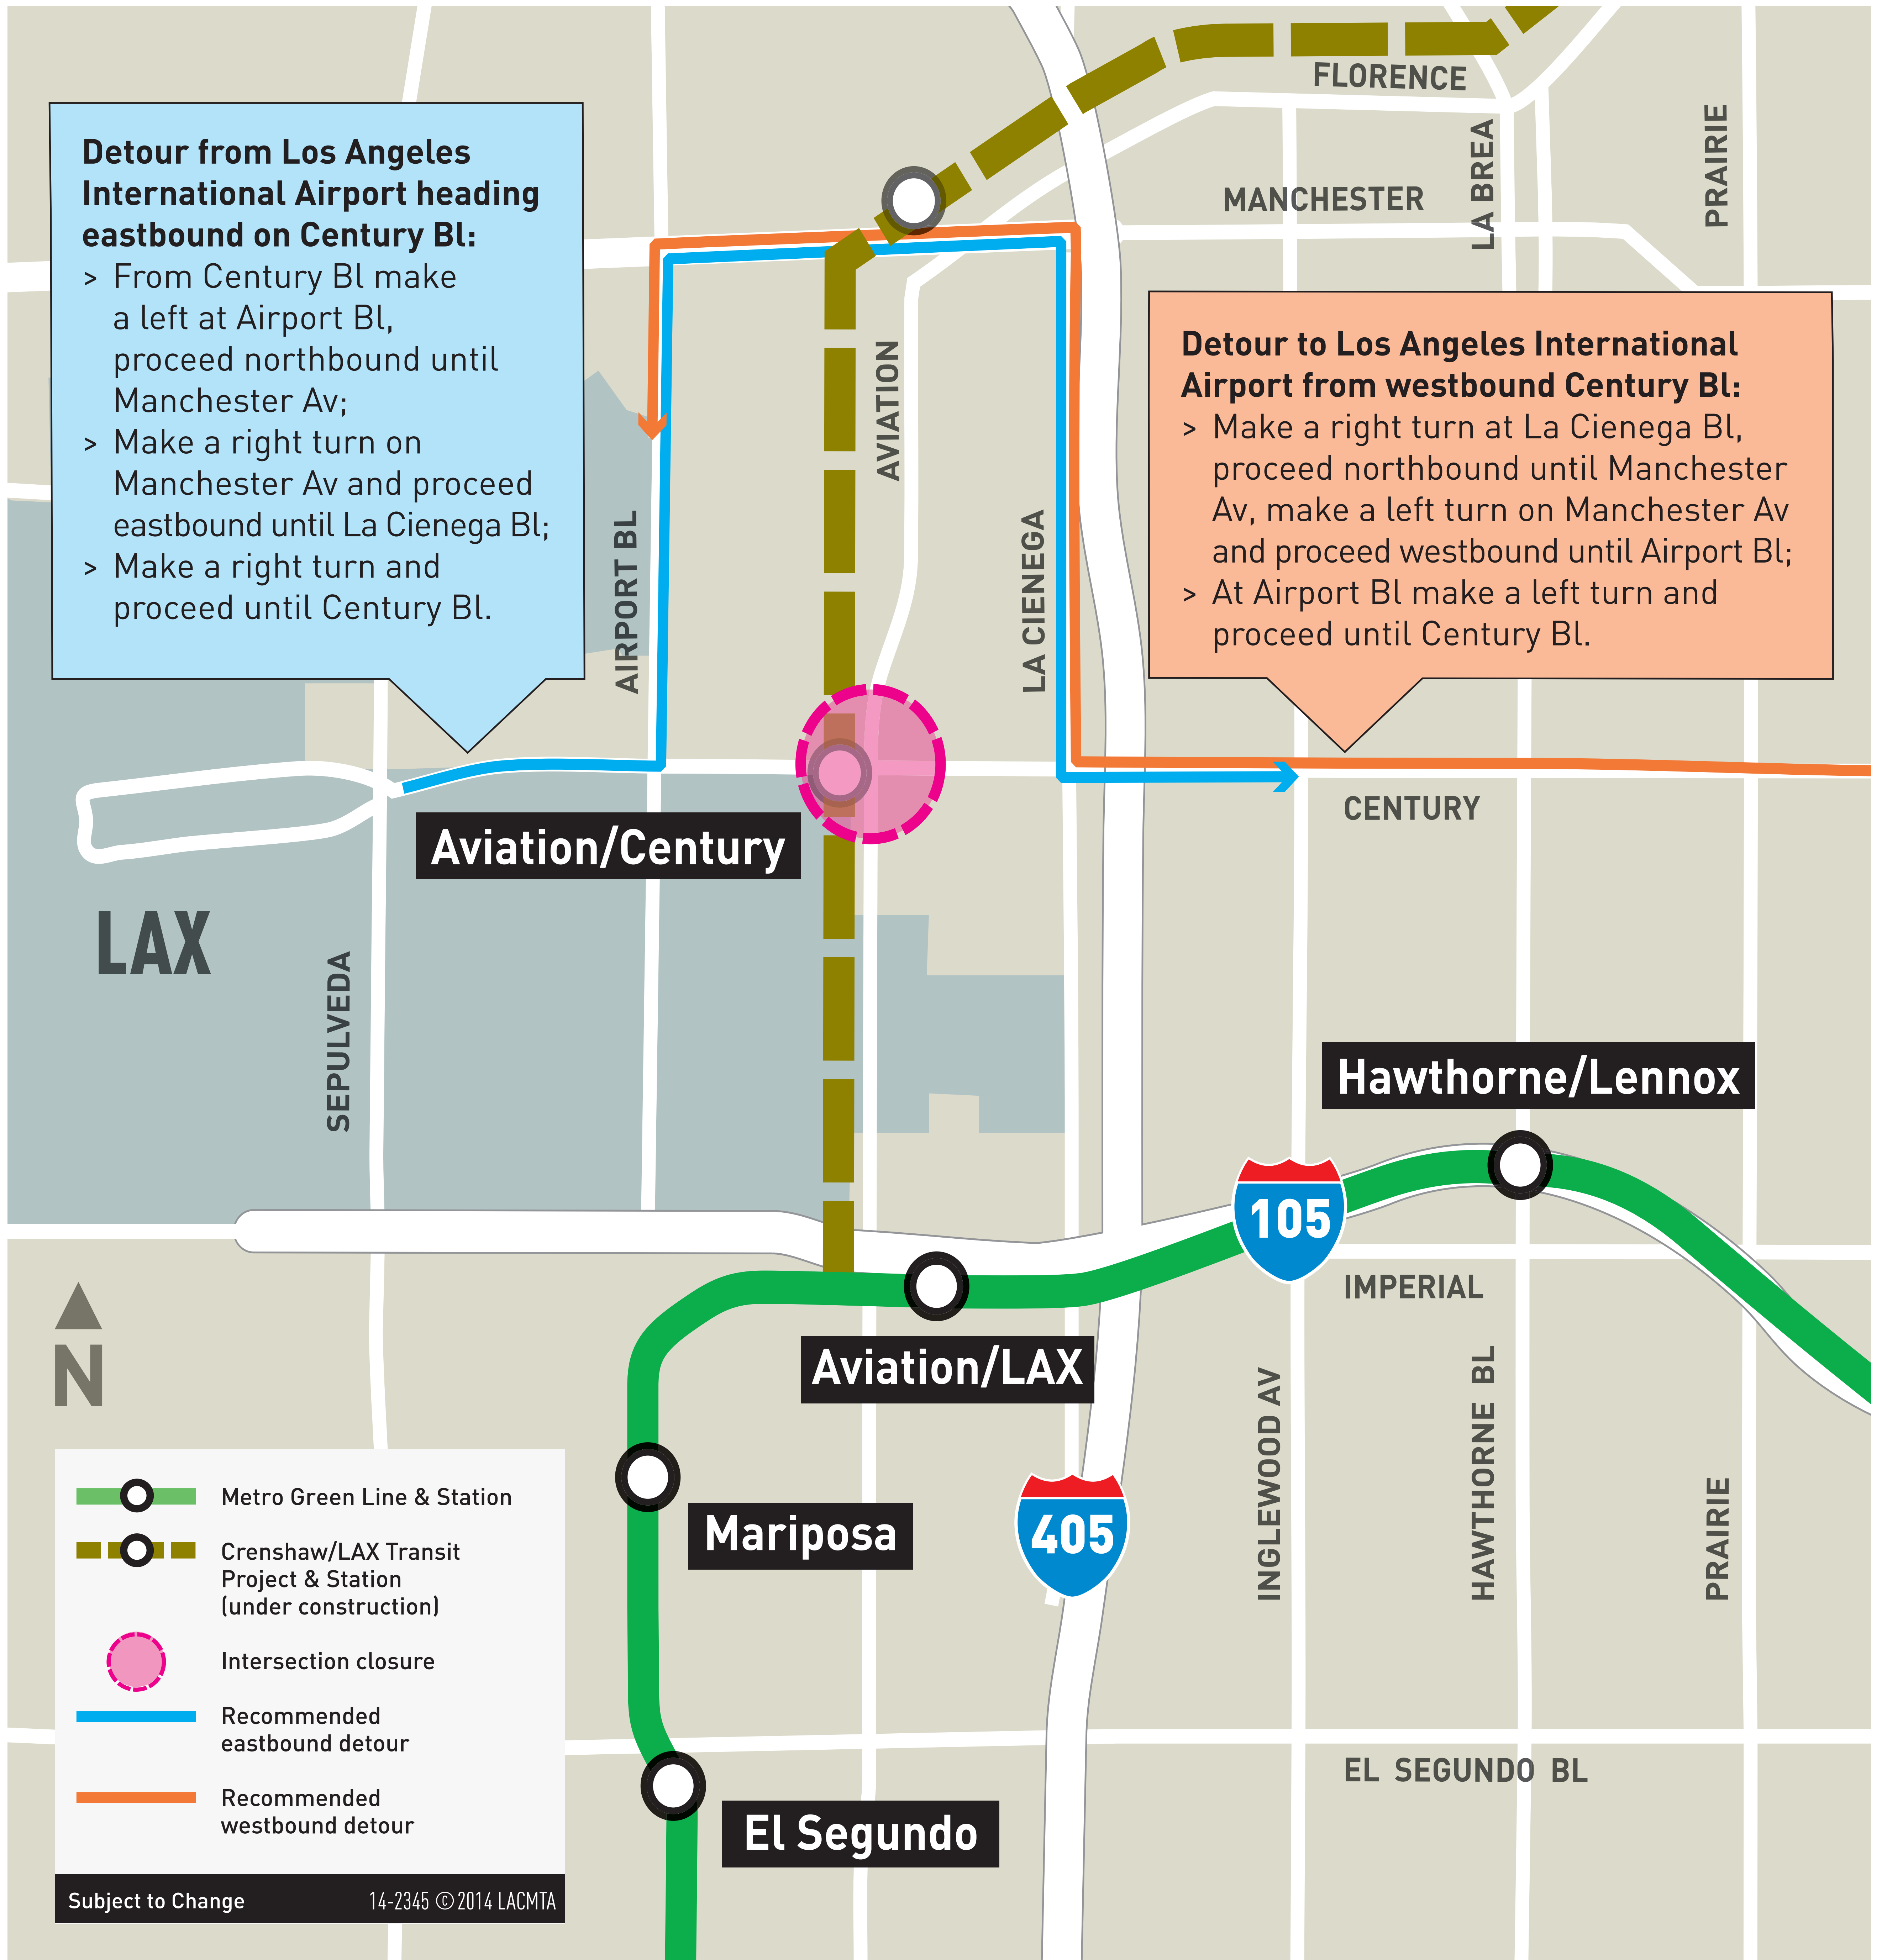 FLORENCE
MANCHESTER
LA BREA
PRAIRIE
Detour from Los Angeles
International Airport heading
eastbound on Century Bl:
> From Century Bl make
a left at Airport Bl,
proceed northbound until
Manchester Av;
> Make a right turn on
Manchester Av and proceed
eastbound until La Cienega Bl;
> Make a right turn and
proceed until Century Bl.
Detour to Los Angeles International
Airport from westbound Century Bl:
> Make a right turn at La Cienega Bl,
proceed northbound until Manchester
Av, make a left turn on Manchester Av
and proceed westbound until Airport Bl;
> At Airport Bl make a left turn and
proceed until Century Bl.
AVIATION
AIRPORT BL
LA CIENEGA
CENTURY
Aviation/Century
LAX
SEPULVEDA
Hawthorne/Lennox
105
IMPERIAL
N
Aviation/LAX
Mariposa
405
INGLEWOOD AV
HAWTHORNE BL
PRAIRIE
EL SEGUNDO BL
El Segundo
Metro Green Line & Station
Crenshaw/LAX Transit
Project & Station
(under construction)
Intersection closure
Recommended
eastbound detour
Recommended
westbound detour
Subject to Change
14-2345 ©2014 LACMTA